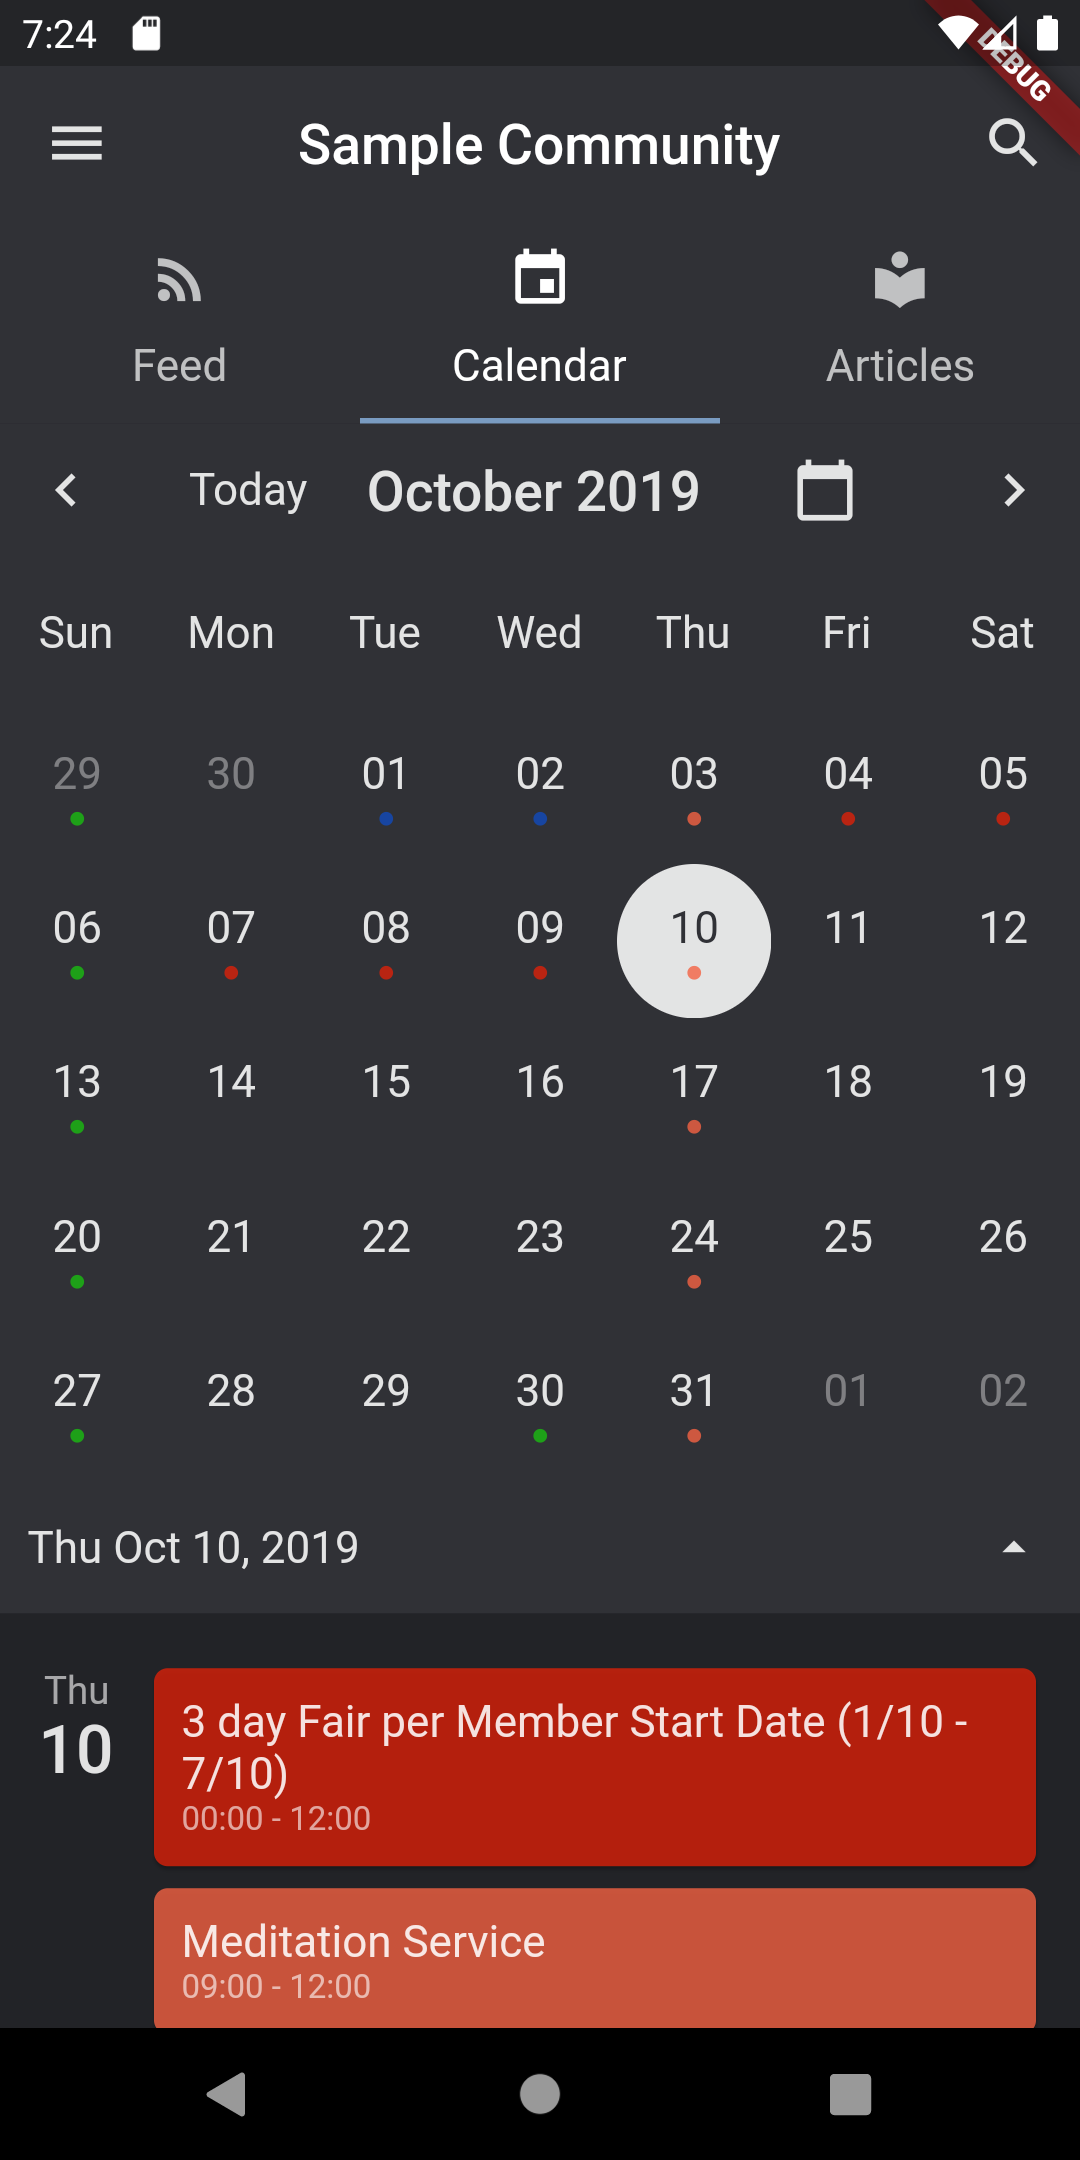 7:24
DEBUG
Sample Community
Feed Calendar Articles
Today October 2019
Sun Mon Tue Wed Thu Fri Sat
29 30 01 02 03 04 05
06 07 08 09 10 11 12
13 14 15 16 17 18 19
20 21 22 23 24 25 26
27 28 29 30 31 01 02
Thu Oct 10, 2019
Thu
10
3 day Fair per Member Start Date (1/10 -
7/10)
00:00 - 12:00
Meditation Service
09:00 - 12:00